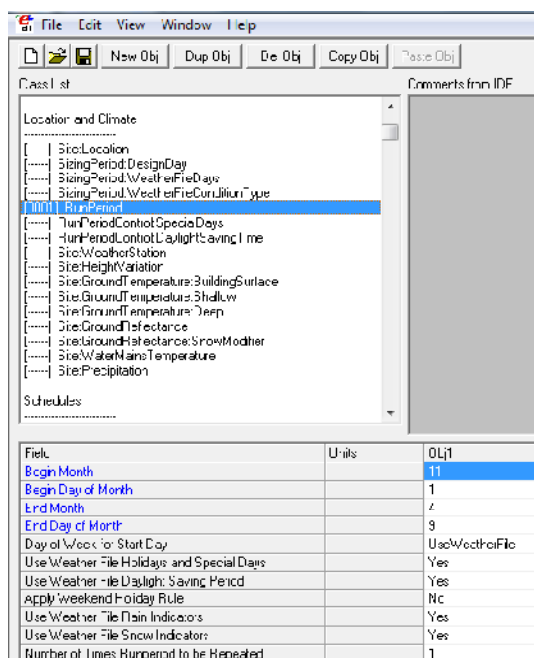 File Edit View Window Help
New Obj Dup Obj Del Obj Copy Obj Paste Obj
Class List Comments from IDF
Location and Climate
-------------------------
[------] Site:Location
[------] SizingPeriod:DesignDay
[------] SizingPeriod:WeatherFileDays
[------] SizingPeriod:WeatherFileConditionType
[0001] RunPeriod
[------] RunPeriodControl:SpecialDays
[------] RunPeriodControl:DaylightSavingTime
[------] Site:WeatherStation
[------] Site:HeightVariation
[------] Site:GroundTemperature:BuildingSurface
[------] Site:GroundTemperature:Shallow
[------] Site:GroundTemperature:Deep
[------] Site:GroundReflectance
[------] Site:GroundReflectance:SnowModifier
[------] Site:WaterMainsTemperature
[------] Site:Precipitation
Schedules
-------------------------
Field Units Obj1
Begin Month 11
Begin Day of Month 1
End Month 4
End Day of Month 9
Day of Week for Start Day UseWeatherFile
Use Weather File Holidays and Special Days Yes
Use Weather File Daylight Saving Period Yes
Apply Weekend Holiday Rule No
Use Weather File Rain Indicators Yes
Use Weather File Snow Indicators Yes
Number of Times Runperiod to be Repeated 1